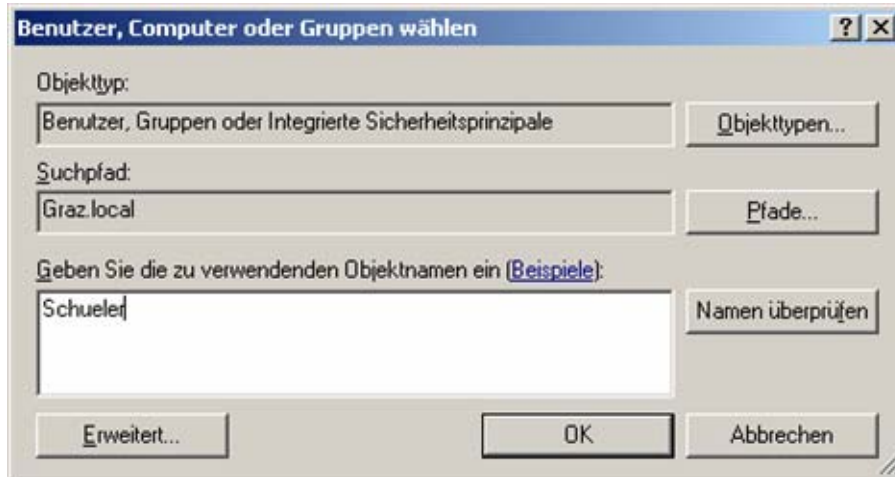 Benutzer, Computer oder Gruppen wählen
Objekttyp:
Benutzer, Gruppen oder Integrierte Sicherheitsprinzipale
Objekttypen...
Suchpfad:
Graz.local
Pfade...
Geben Sie die zu verwendenden Objektnamen ein (Beispiele):
Schueler
Namen überprüfen
Erweitert...
OK
Abbrechen